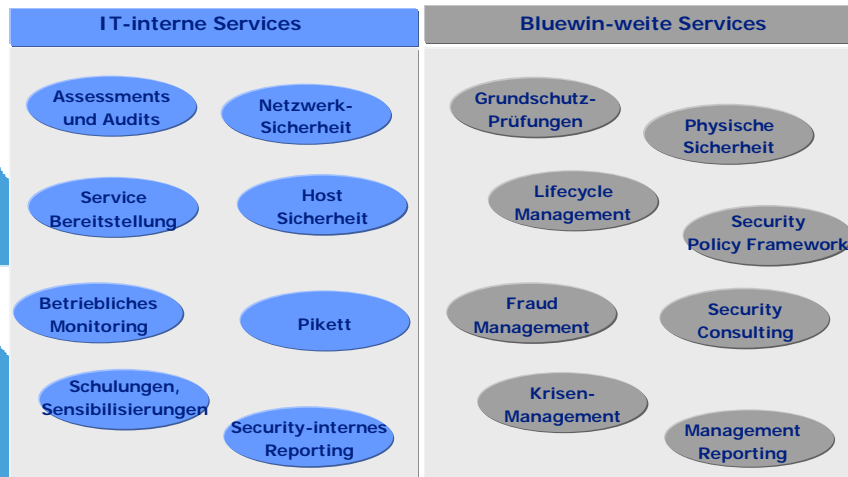 IT-interne Services
Assessments
und Audits
Netzwerk-
Sicherheit
Service
Bereitstellung
Host
Sicherheit
Betriebliches
Monitoring
Pikett
Schulungen,
Sensibilisierungen
Security-internes
Reporting
Bluewin-weite Services
Grundschutz-
Prüfungen
Physische
Sicherheit
Lifecycle
Management
Security
Policy Framework
Fraud
Management
Security
Consulting
Krisen-
Management
Management
Reporting